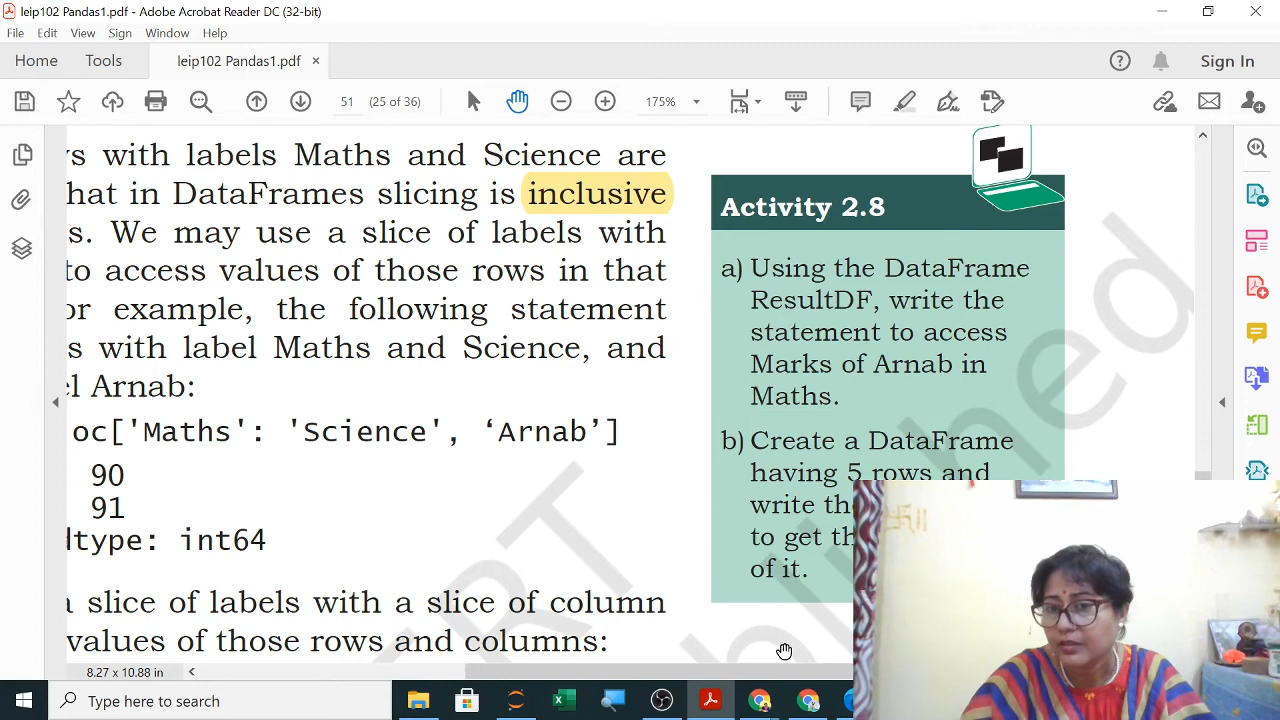 leip102 Pandas1.pdf - Adobe Acrobat Reader DC (32-bit)
File Edit View Sign Window Help
Home Tools leip102 Pandas1.pdf × Sign In
51 (25 of 36) 175%
ys with labels Maths and Science are
hat in DataFrames slicing is inclusive
s. We may use a slice of labels with
to access values of those rows in that
or example, the following statement
s with label Maths and Science, and
el Arnab:
oc['Maths': 'Science', ‘Arnab’]
90
91
dtype: int64
a slice of labels with a slice of column
values of those rows and columns:
Activity 2.8
a) Using the DataFrame
ResultDF, write the
statement to access
Marks of Arnab in
Maths.
b) Create a DataFrame
having 5 rows and
write the
to get th
of it.
8.27 x 10.88 in
Type here to search